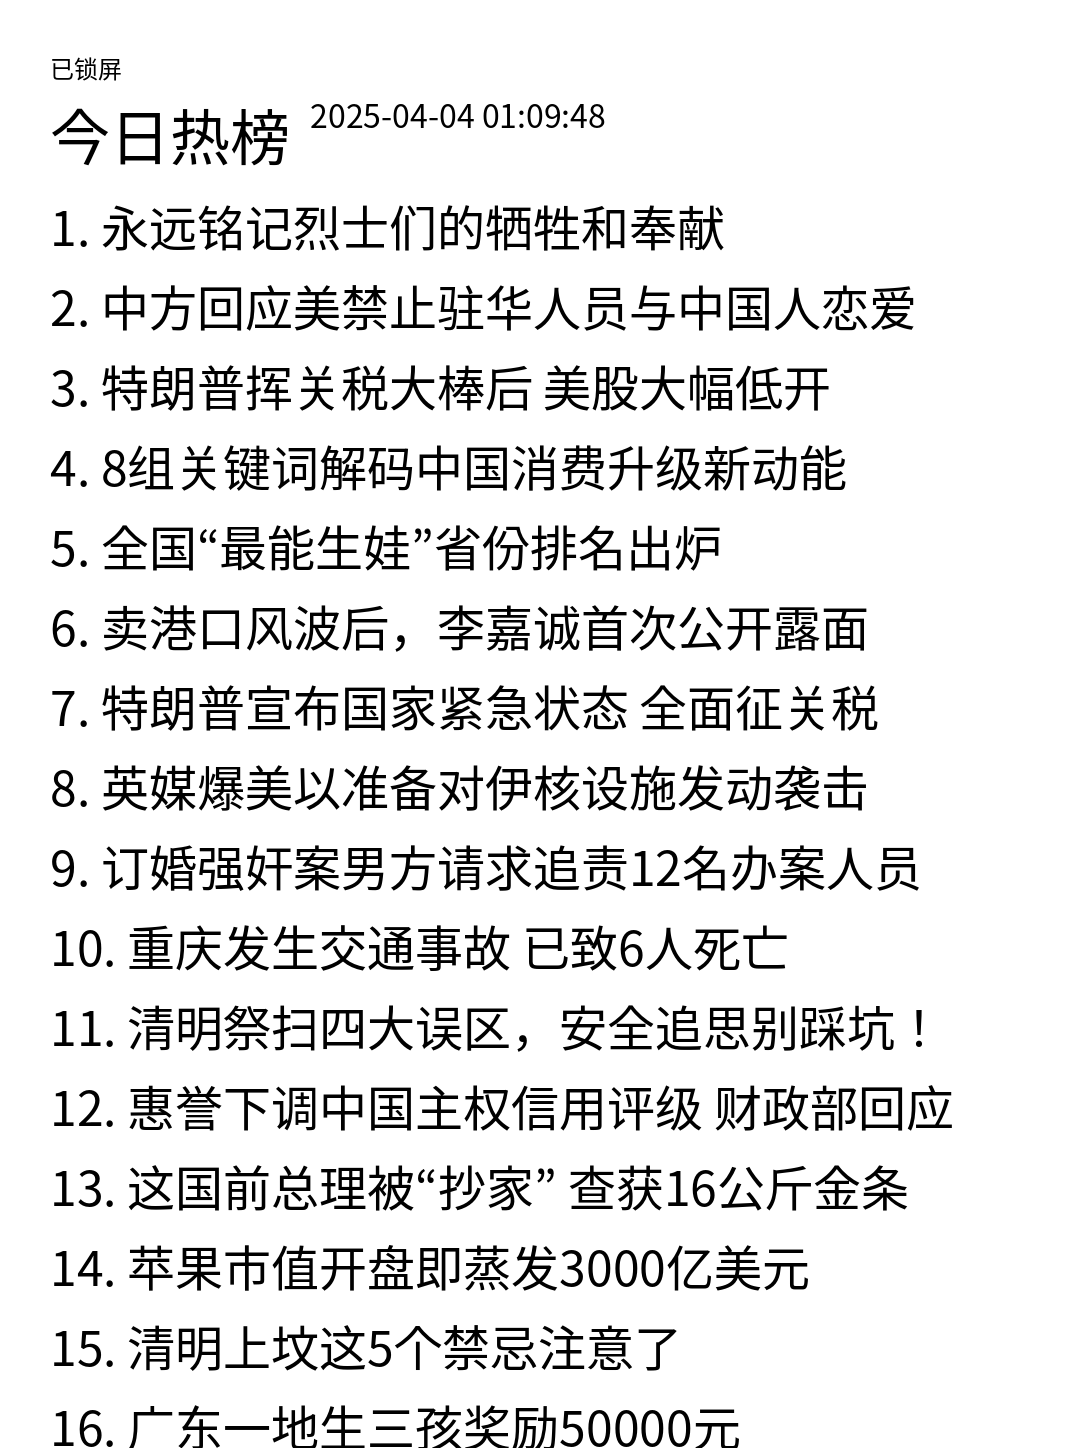 已锁屏
今日热榜 2025-04-04 01:09:48
1. 永远铭记烈士们的牺牲和奉献
2. 中方回应美禁止驻华人员与中国人恋爱
3. 特朗普挥关税大棒后 美股大幅低开
4. 8组关键词解码中国消费升级新动能
5. 全国“最能生娃”省份排名出炉
6. 卖港口风波后，李嘉诚首次公开露面
7. 特朗普宣布国家紧急状态 全面征关税
8. 英媒爆美以准备对伊核设施发动袭击
9. 订婚强奸案男方请求追责12名办案人员
10. 重庆发生交通事故 已致6人死亡
11. 清明祭扫四大误区，安全追思别踩坑！
12. 惠誉下调中国主权信用评级 财政部回应
13. 这国前总理被“抄家” 查获16公斤金条
14. 苹果市值开盘即蒸发3000亿美元
15. 清明上坟这5个禁忌注意了
16. 广东一地生三孩奖励50000元